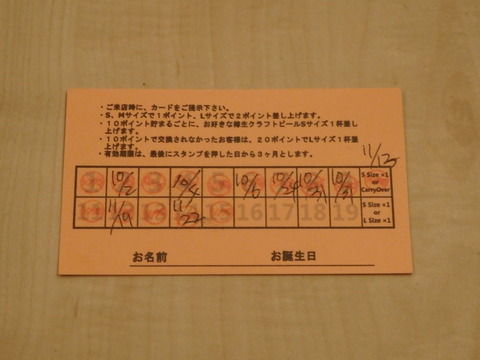 ・ご来店時に、カードをご提示下さい。
・S、Mサイズで1ポイント、Lサイズで2ポイント差し上げます。
・10ポイント貯まるごとに、お好きな樽生クラフトビールSサイズ1杯差し上げます。
・10ポイントで交換されなかったお客様は、20ポイントでLサイズ1杯差し上げます。
・有効期限は、最後にスタンプを押した日から3ヶ月とします。
11/13
10/2 10/4 10/6 10/24 10/31 10/31 S Size ×1 or CarryOver
11/19 11/22 16 17 18 19 S Size ×1 or L Size ×1
お名前 お誕生日